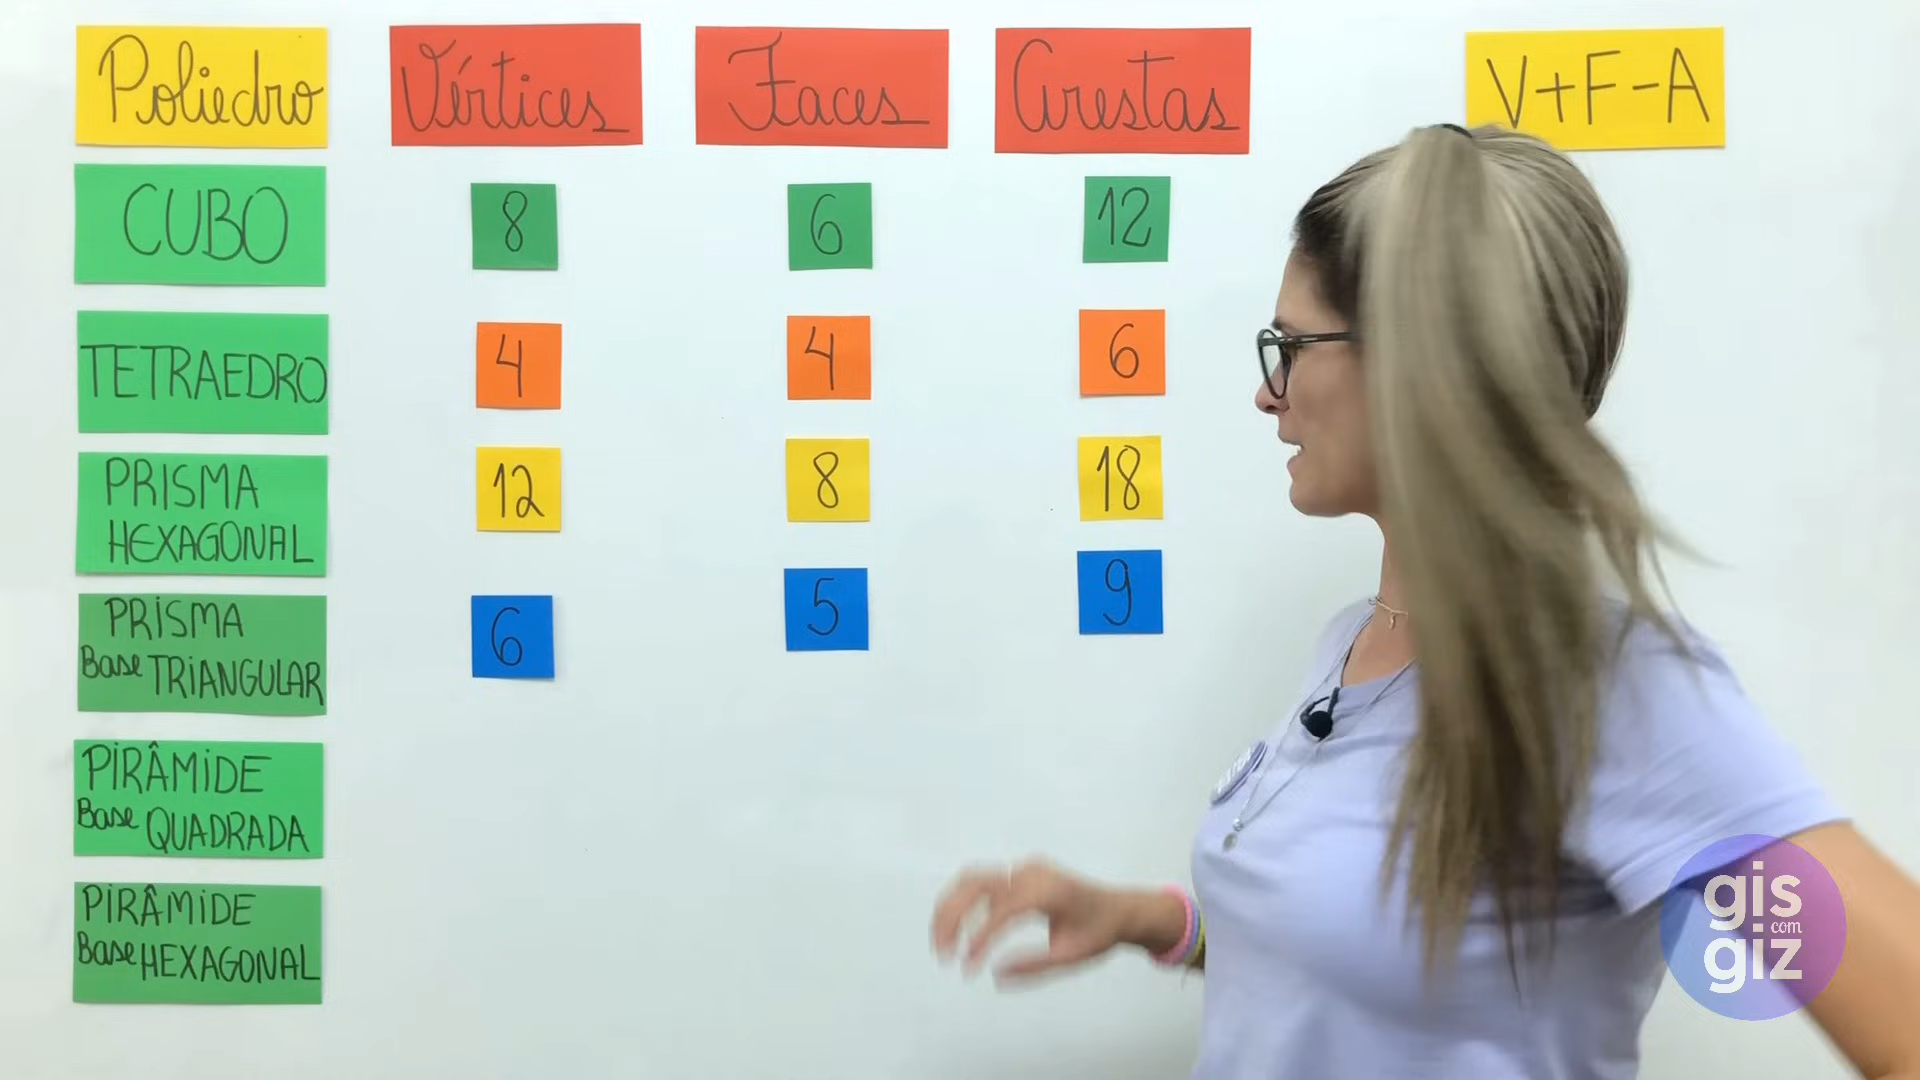 Poliedro Vértices Faces Arestas V+F-A
CUBO 8 6 12
TETRAEDRO 4 4 6
PRISMA
HEXAGONAL 12 8 18
PRISMA
Base TRIANGULAR 6 5 9
PIRÂMIDE
Base QUADRADA
PIRÂMIDE
Base HEXAGONAL
gis
com
giz